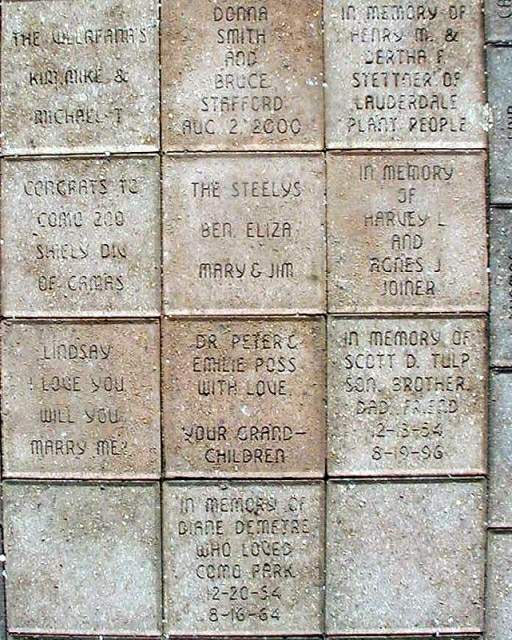 THE VILLAFANA'S
KIM, MIKE, &
MICHAEL T
DONNA
SMITH
AND
BRUCE
STAFFORD
AUG 2 2000
IN MEMORY OF
HENRY M. &
BERTHA F
STETTNER OF
LAUDERDALE
PLANT PEOPLE
CONGRATS TO
COMO ZOO
SHIELY DIV
OF CAMAS
THE STEELYS
BEN ELIZA
MARY & JIM
IN MEMORY
OF
HARVEY L
AND
AGNES J
JOINER
LINDSAY
I LOVE YOU
WILL YOU
MARRY ME?
DR PETER &
EMILIE POSS
WITH LOVE
YOUR GRAND-
CHILDREN
IN MEMORY OF
SCOTT D. TULP
SON, BROTHER,
DAD, FRIEND
2-13-54
8-19-96
IN MEMORY OF
DIANE DEMETRE
WHO LOVED
COMO PARK
12-20-54
8-16-64